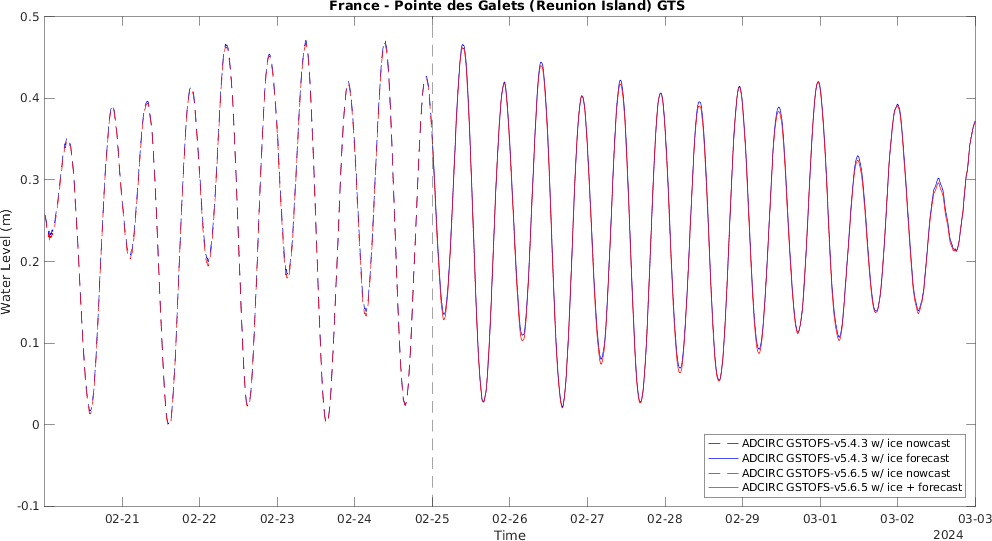 France - Pointe des Galets (Reunion Island) GTS
0.5
0.4
0.3
0.2
0.1
0
-0.1
Water Level (m)
02-21 02-22 02-23 02-24 02-25 02-26 02-27 02-28 02-29 03-01 03-02 03-03
Time
2024
ADCIRC GSTOFS-v5.4.3 w/ ice nowcast
ADCIRC GSTOFS-v5.4.3 w/ ice forecast
ADCIRC GSTOFS-v5.6.5 w/ ice nowcast
ADCIRC GSTOFS-v5.6.5 w/ ice + forecast